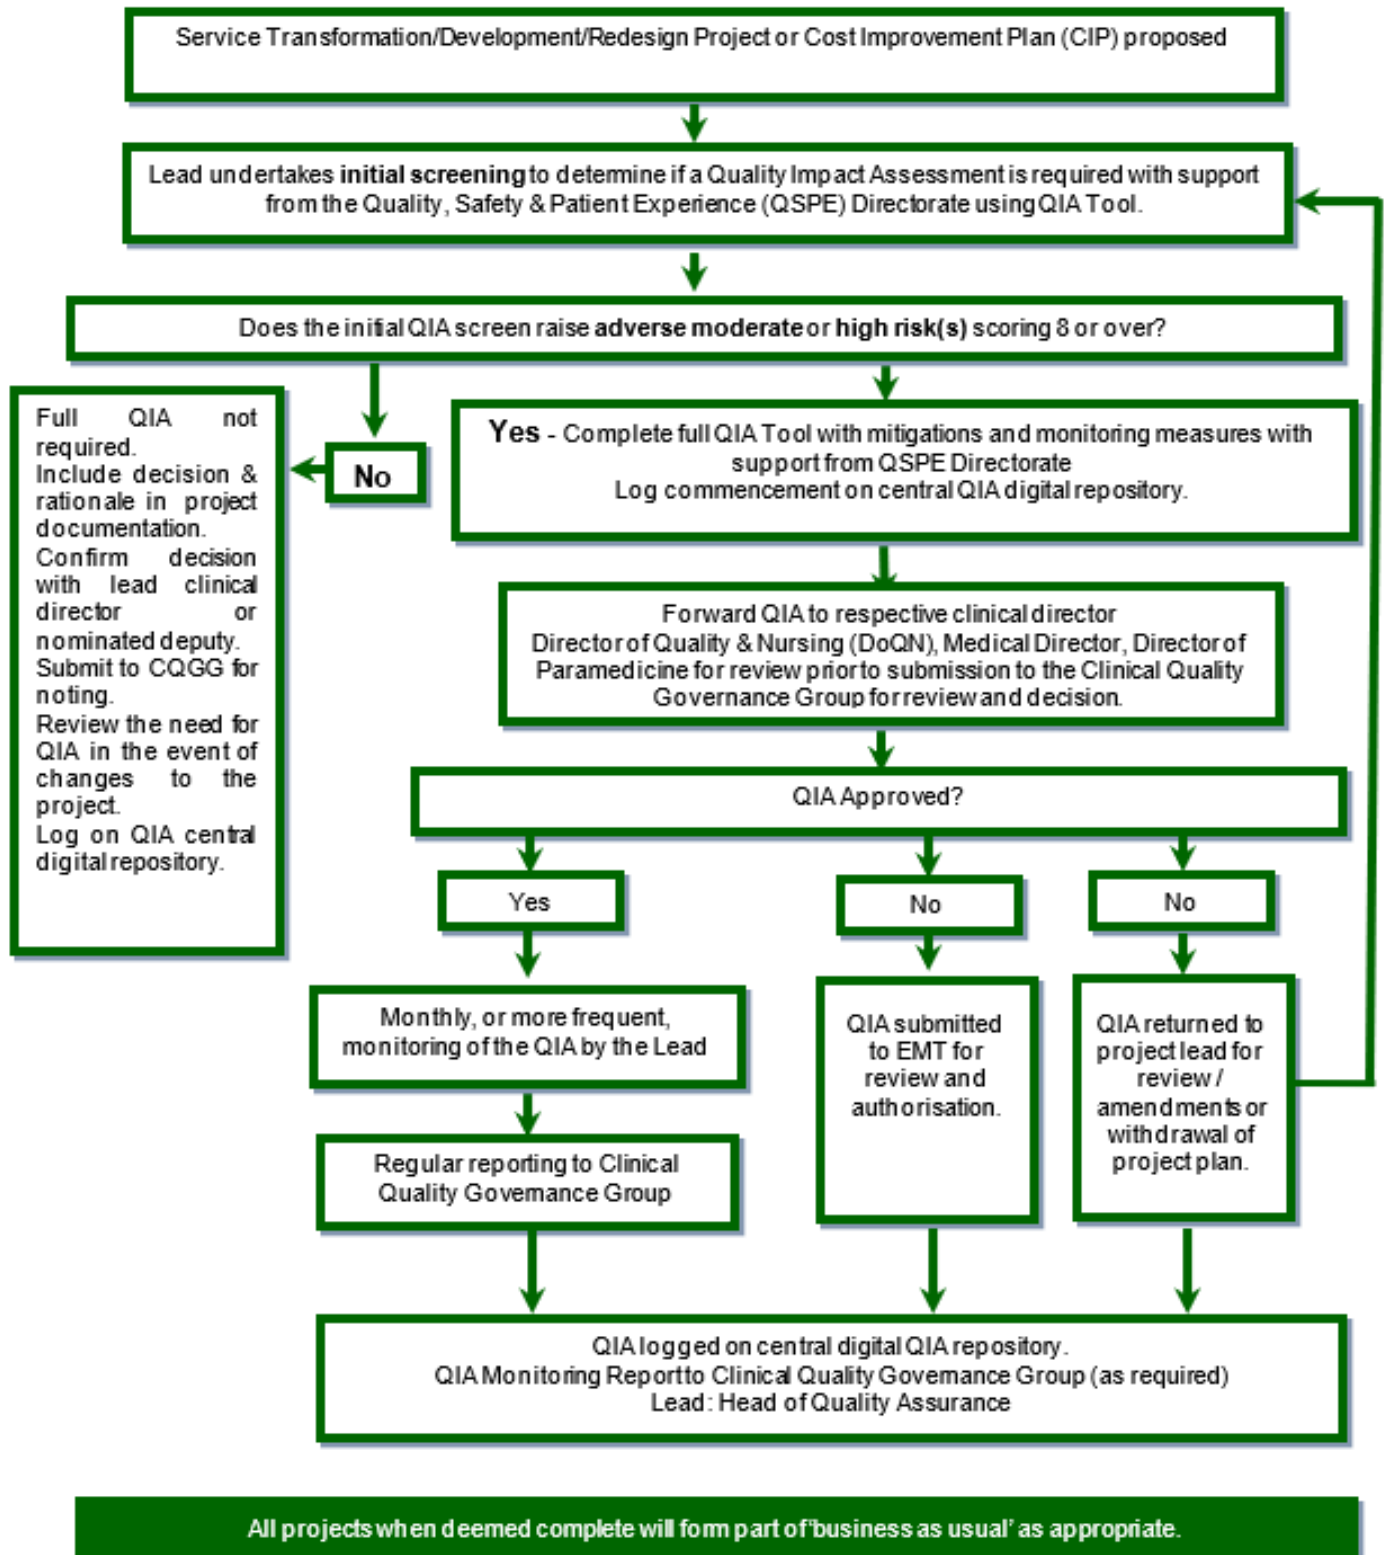 Service Transformation/Development/Redesign Project or Cost Improvement Plan (CIP) proposed
Lead undertakes initial screening to determine if a Quality Impact Assessment is required with support
from the Quality, Safety & Patient Experience (QSPE) Directorate using QIA Tool.
Does the initial QIA screen raise adverse moderate or high risk(s) scoring 8 or over?
Full QIA not
required.
Include decision &
rationale in project
documentation.
Confirm decision
with lead clinical
director or
nominated deputy.
Submit to CQGG for
noting.
Review the need for
QIA in the event of
changes to the
project.
Log on QIA central
digital repository.
No
Yes - Complete full QIA Tool with mitigations and monitoring measures with
support from QSPE Directorate
Log commencement on central QIA digital repository.
Forward QIA to respective clinical director
Director of Quality & Nursing (DoQN), Medical Director, Director of
Paramedicine for review prior to submission to the Clinical Quality
Governance Group for review and decision.
QIA Approved?
Yes
No
No
Monthly, or more frequent,
monitoring of the QIA by the Lead
Regular reporting to Clinical
Quality Governance Group
QIA submitted
to EMT for
review and
authorisation.
QIA returned to
project lead for
review /
amendments or
withdrawal of
project plan.
QIA logged on central digital QIA repository.
QIA Monitoring Report to Clinical Quality Governance Group (as required)
Lead: Head of Quality Assurance
All projects when deemed complete will form part of 'business as usual' as appropriate.